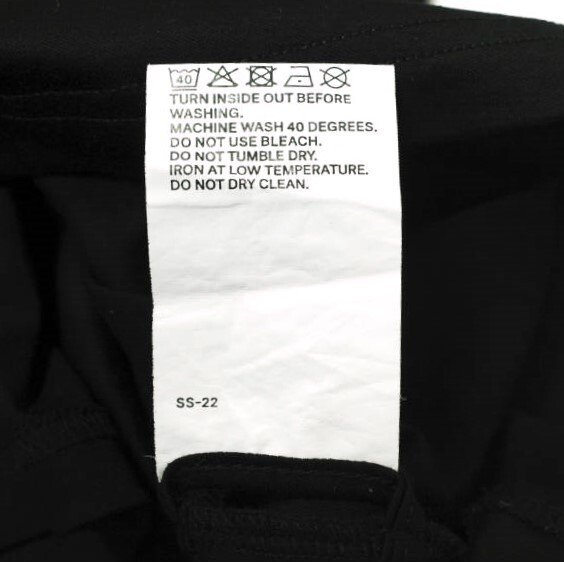 40
TURN INSIDE OUT BEFORE
WASHING.
MACHINE WASH 40 DEGREES.
DO NOT USE BLEACH.
DO NOT TUMBLE DRY.
IRON AT LOW TEMPERATURE.
DO NOT DRY CLEAN.
SS-22